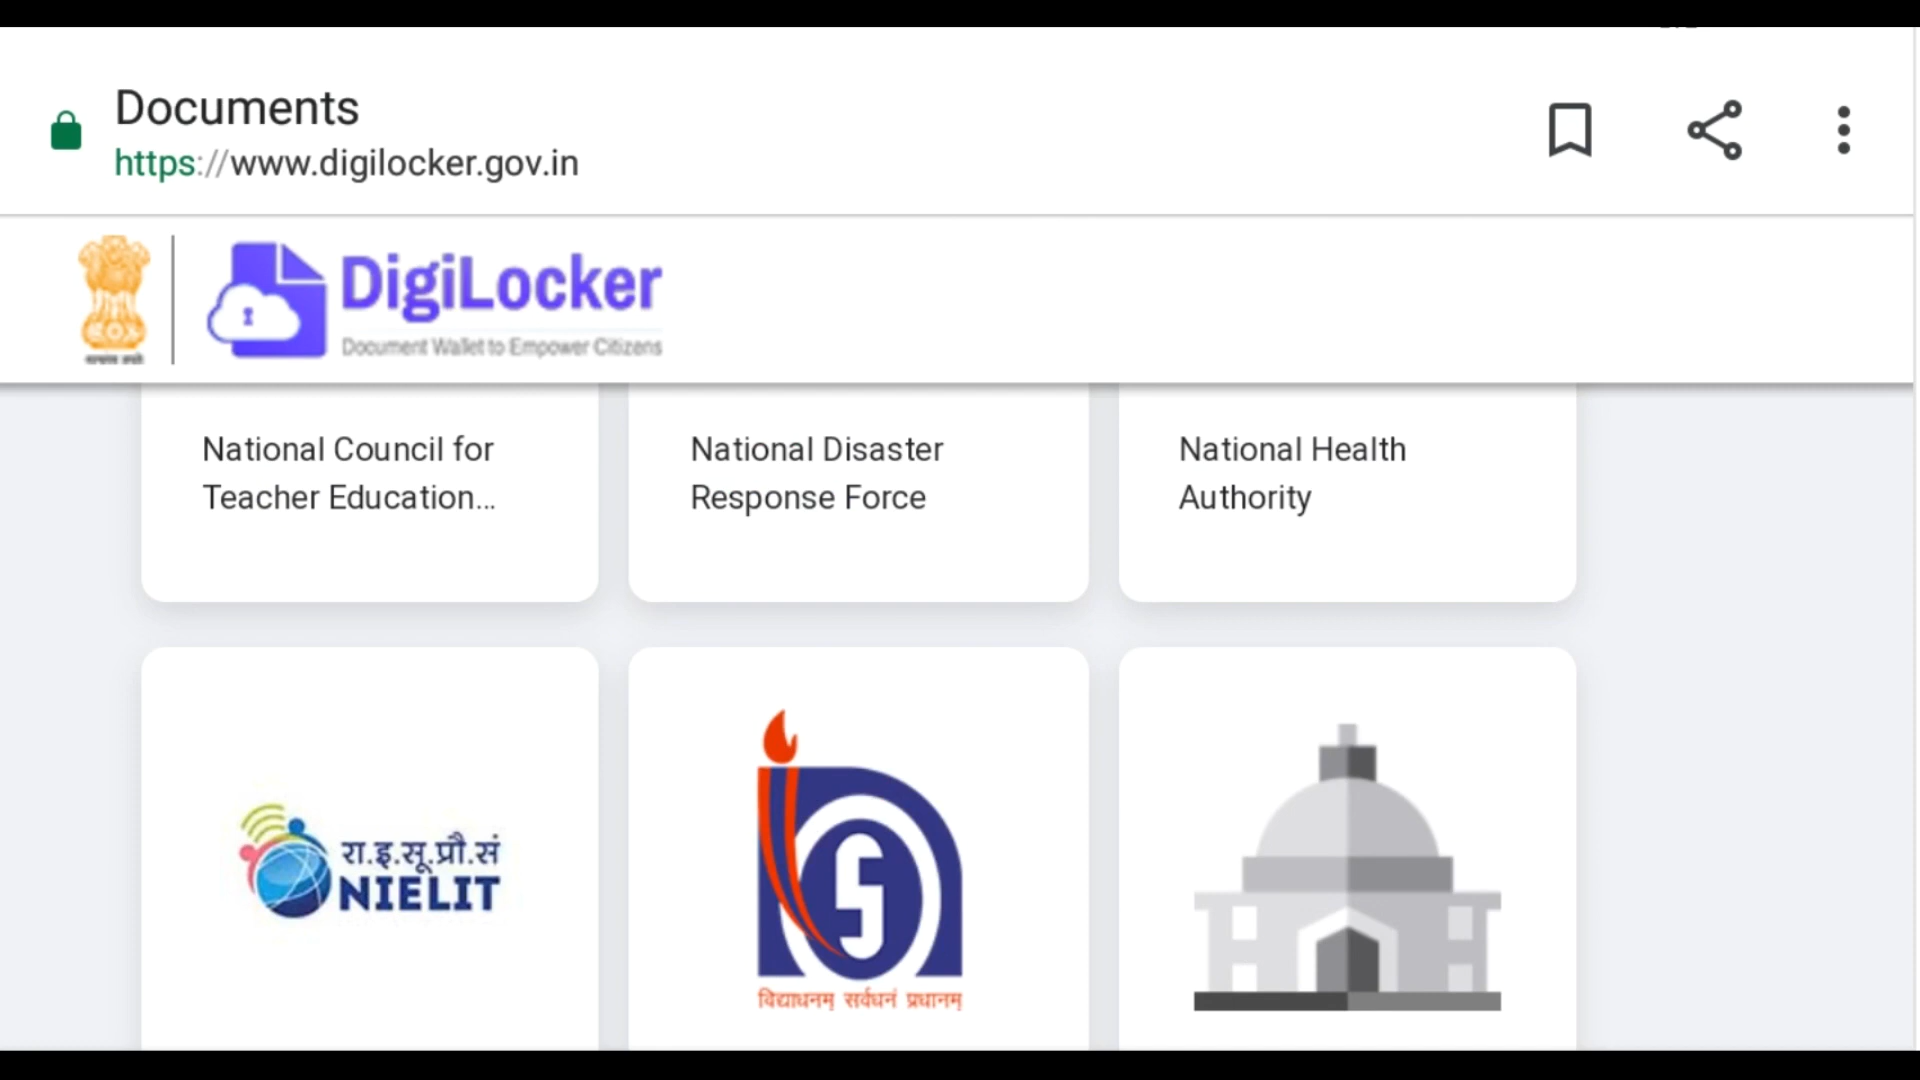 Documents
https://www.digilocker.gov.in
DigiLocker
Document Wallet to Empower Citizens
National Council for
Teacher Education...
National Disaster
Response Force
National Health
Authority
रा.इ.सू.प्रौ.सं
NIELIT
विद्याधनम् सर्वधनं प्रधानम्